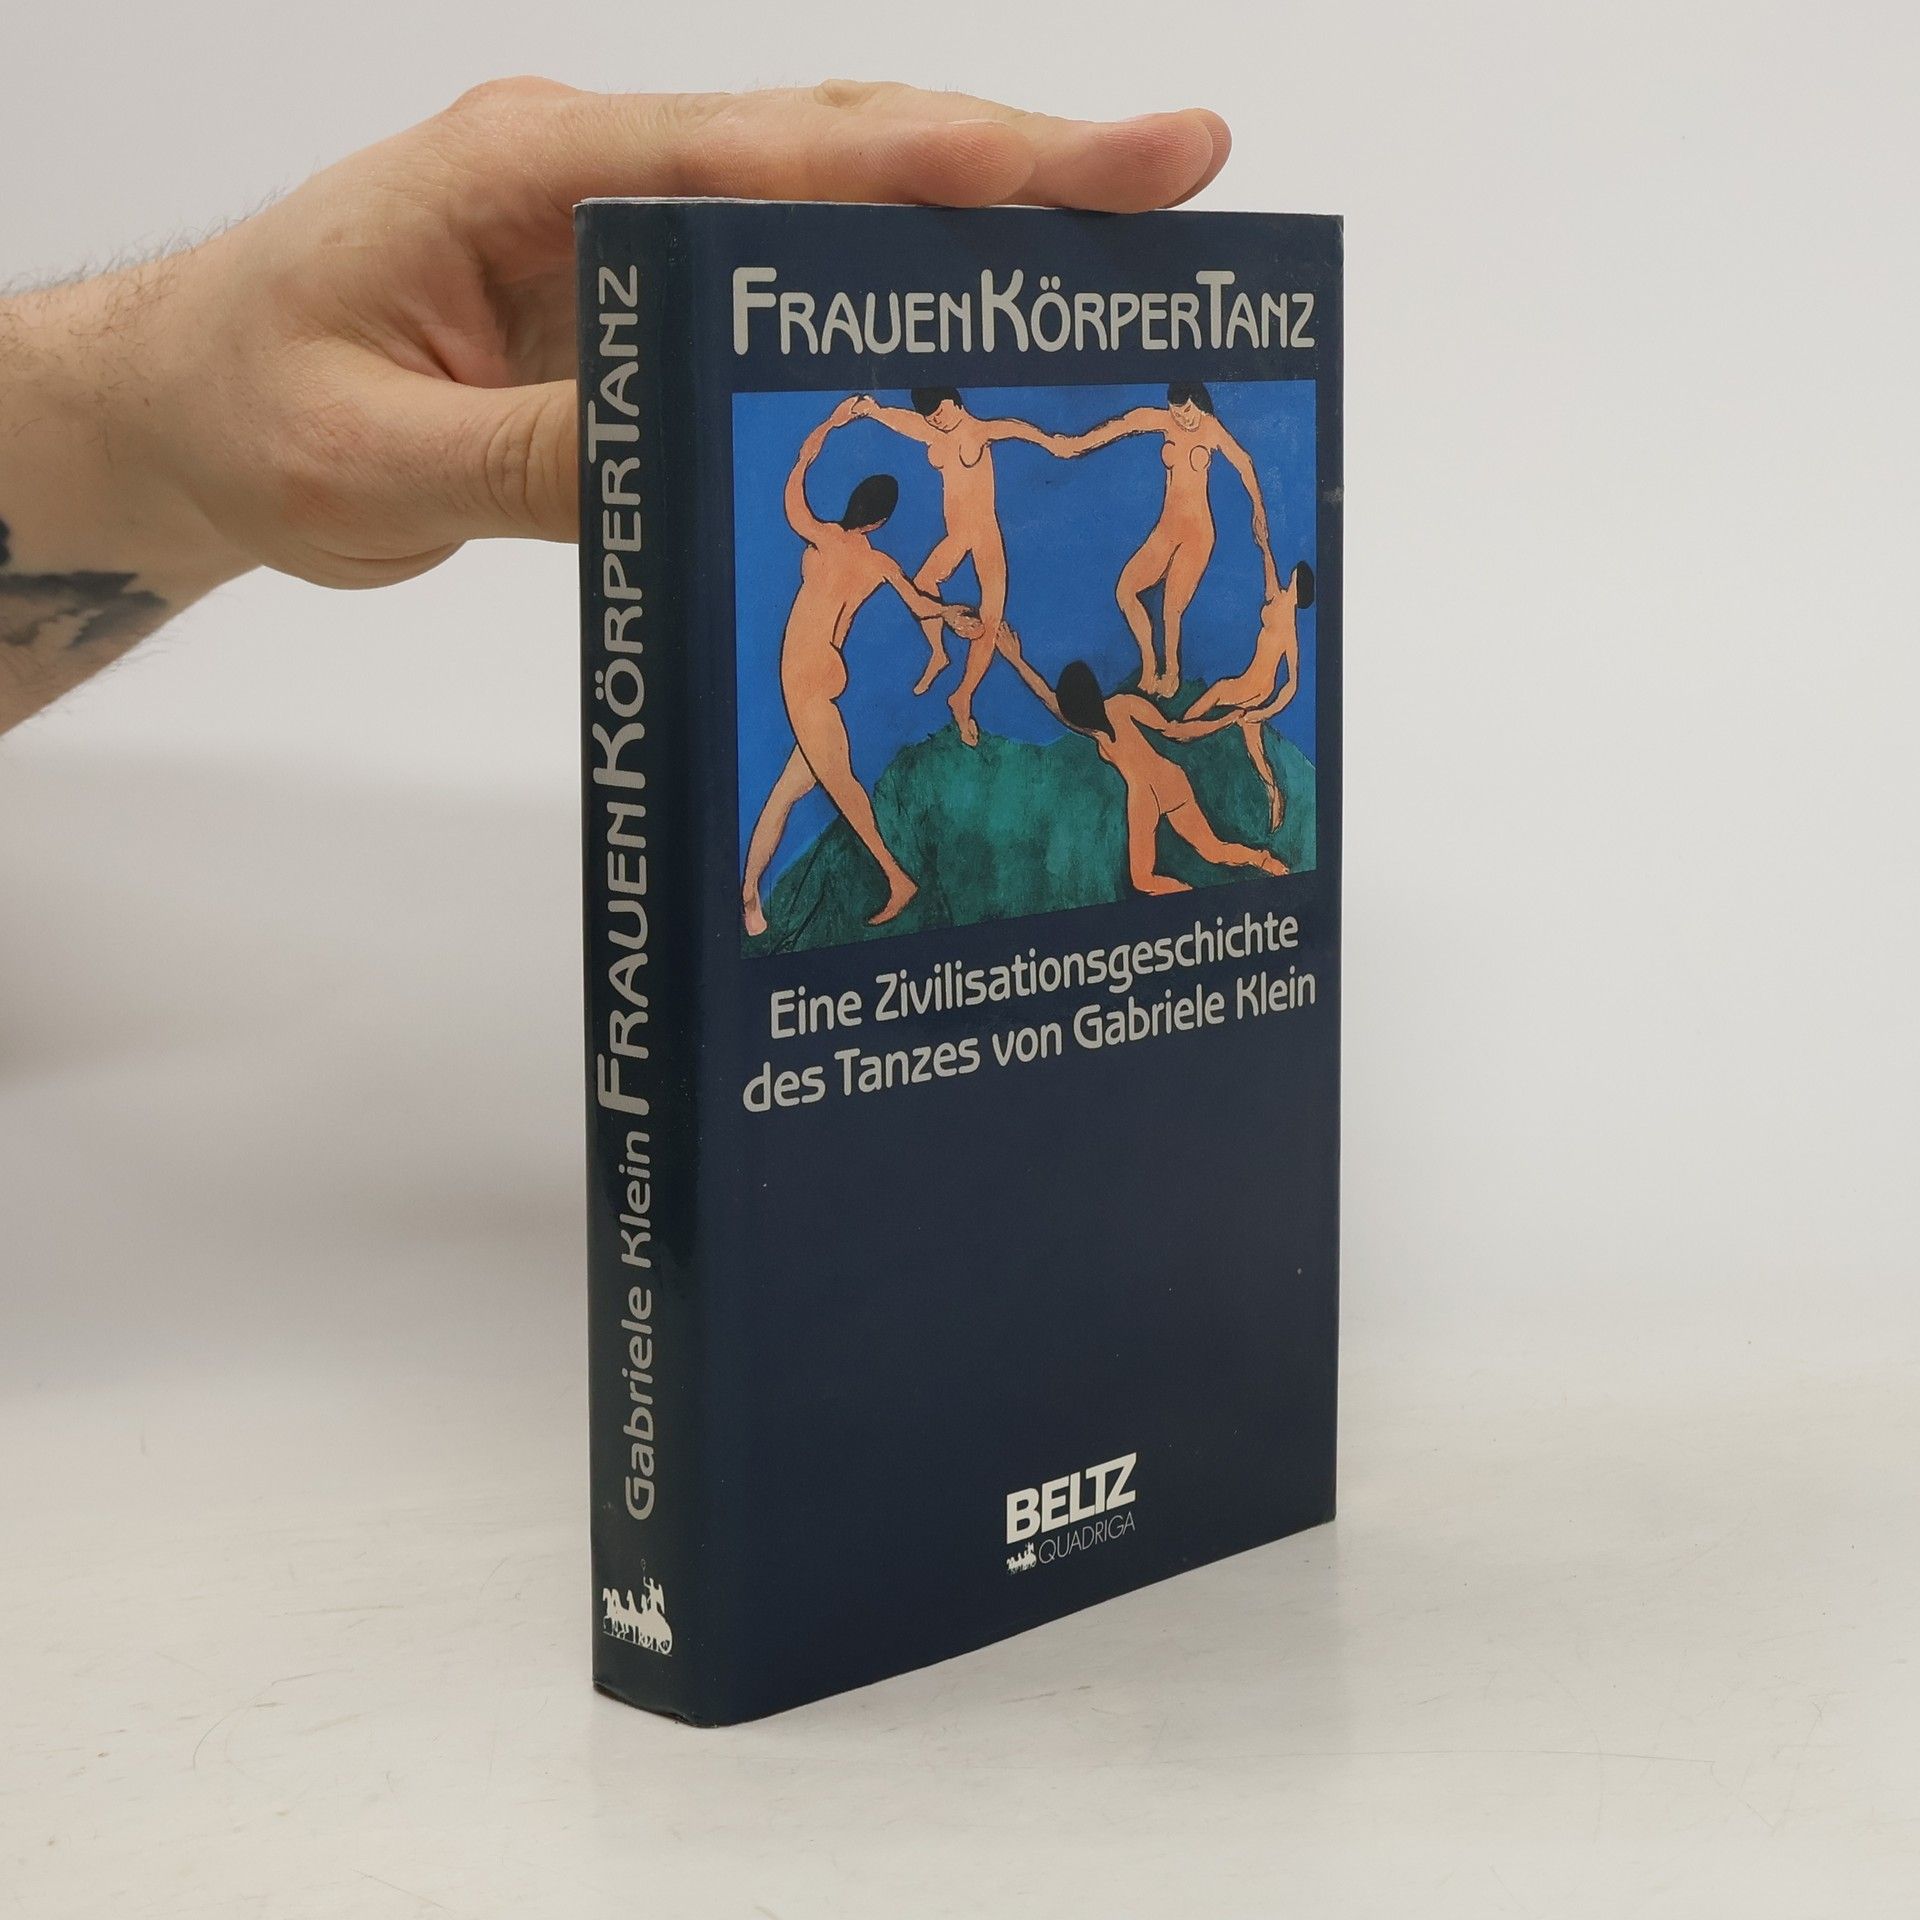 FRAUENKÖRPERTANZ
Eine Zivilisationsgeschichte
des Tanzes von Gabriele Klein
BELTZ
QUADRIGA
Gabriele Klein FRAUENKÖRPERTANZ